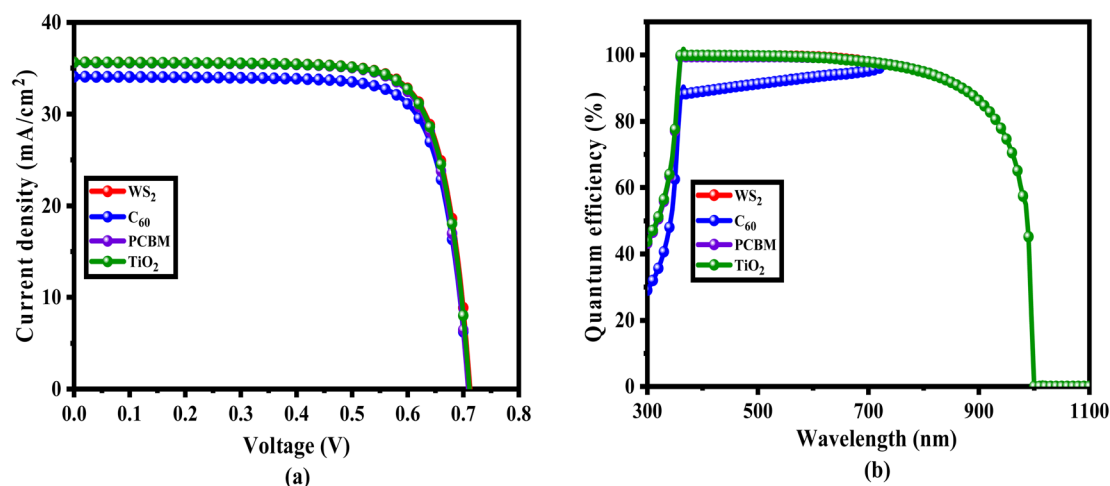 40
30
20
10
0
0.0 0.1 0.2 0.3 0.4 0.5 0.6 0.7 0.8
Current density (mA/cm²)
Voltage (V)
WS₂
C₆₀
PCBM
TiO₂
(a)
100
80
60
40
20
0
300 500 700 900 1100
Quantum efficiency (%)
Wavelength (nm)
WS₂
C₆₀
PCBM
TiO₂
(b)